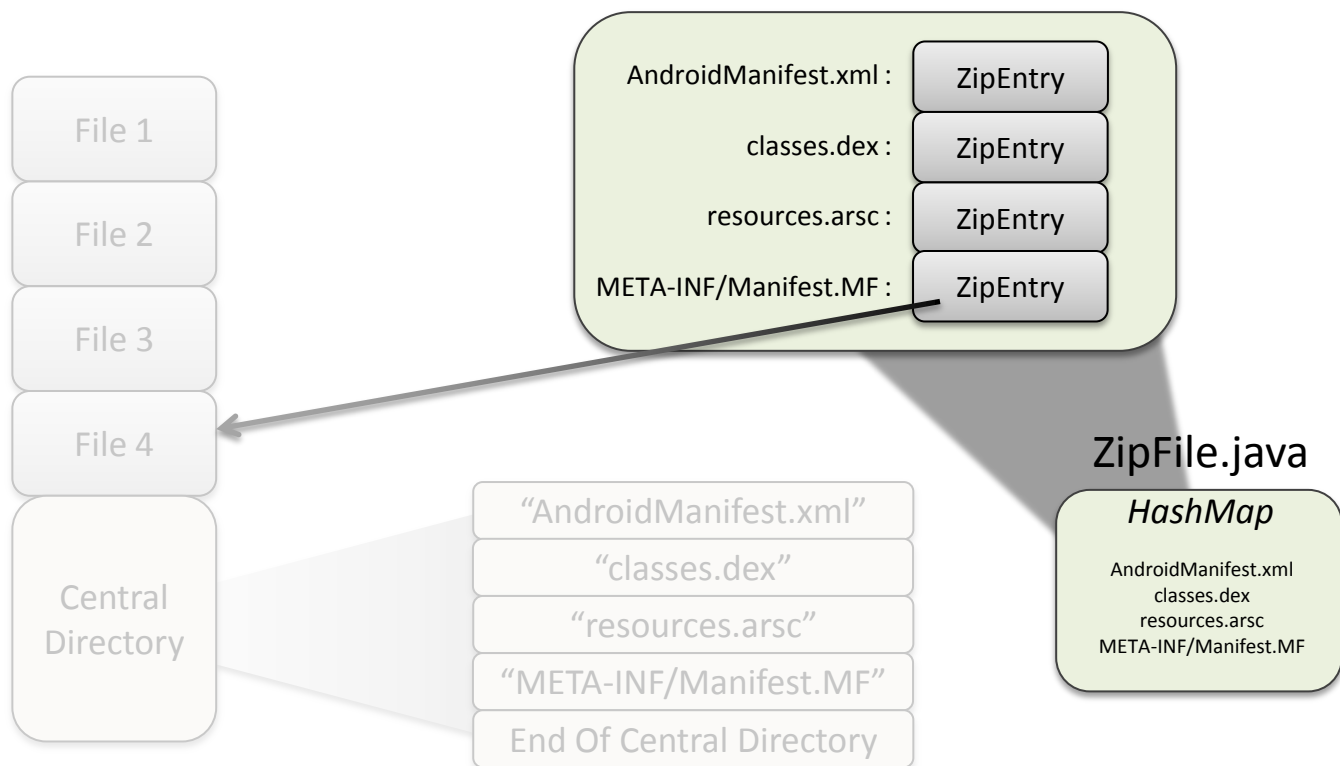 File 1
File 2
File 3
File 4
Central
Directory
AndroidManifest.xml :
ZipEntry
classes.dex :
ZipEntry
resources.arsc :
ZipEntry
META-INF/Manifest.MF :
ZipEntry
“AndroidManifest.xml”
“classes.dex”
“resources.arsc”
“META-INF/Manifest.MF”
End Of Central Directory
ZipFile.java
HashMap
AndroidManifest.xml
classes.dex
resources.arsc
META-INF/Manifest.MF